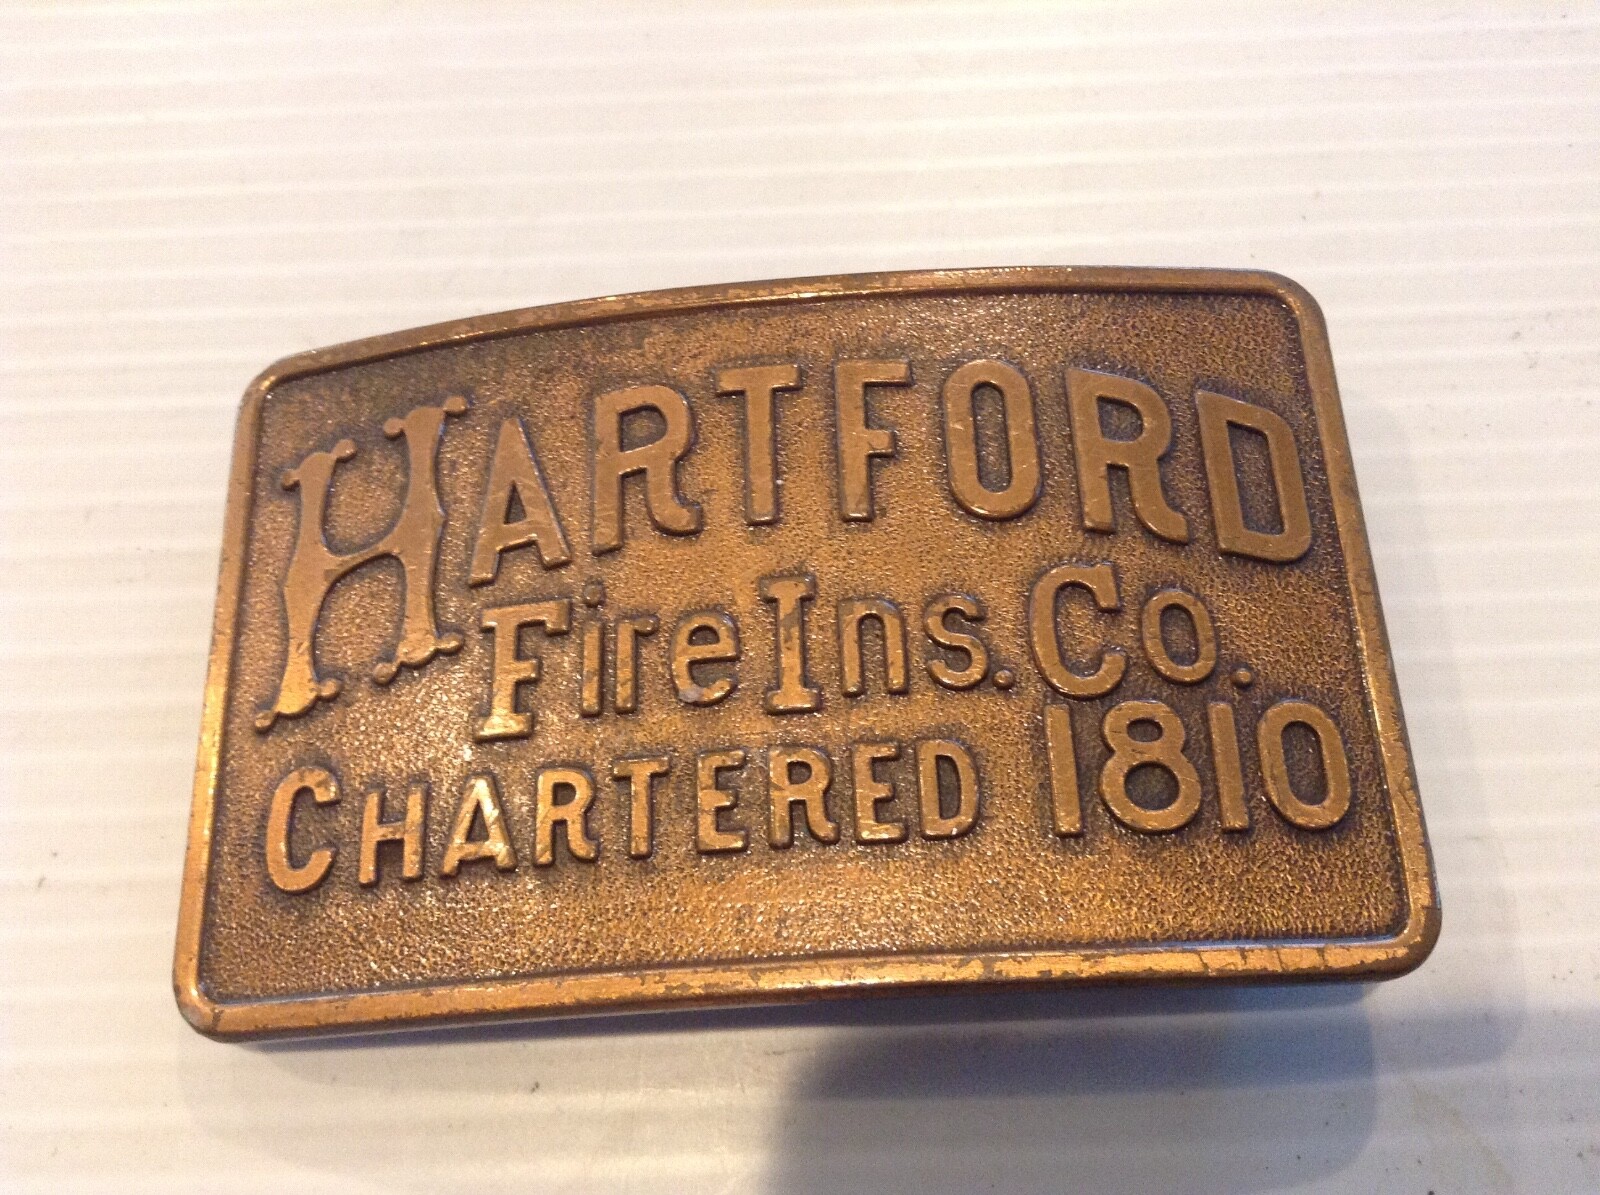 HARTFORD
Fire Ins. Co.
CHARTERED 1810